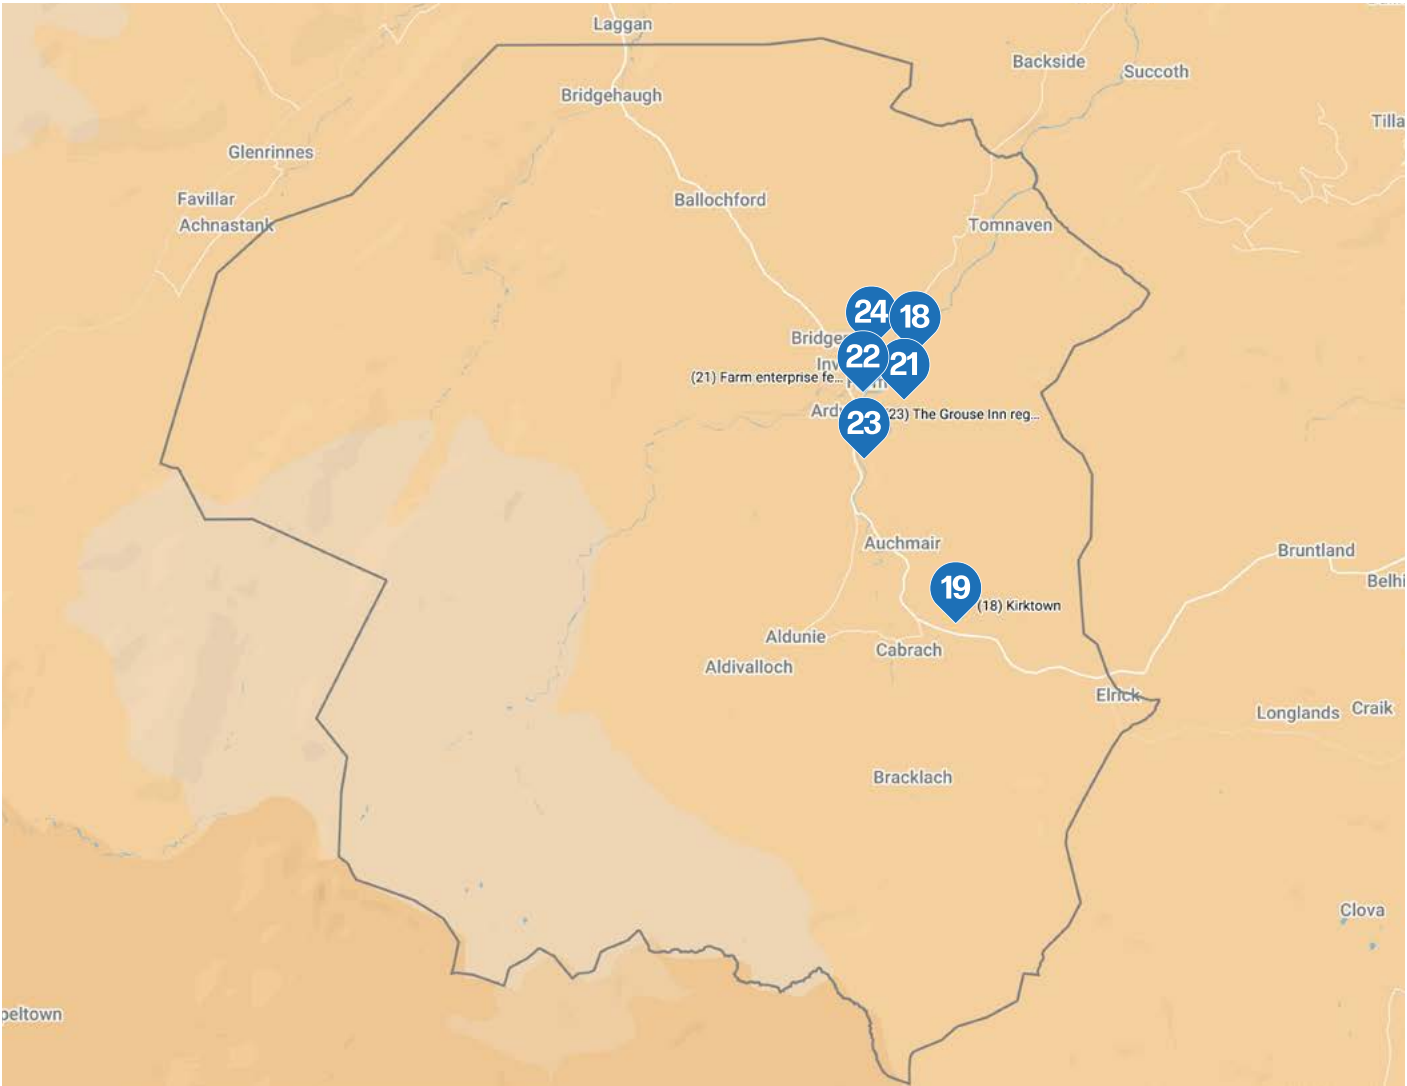 Laggan
Backside
Succoth
Bridgehaugh
Tilla
Glenrinnes
Favillar
Ballochford
Achnastank
Tomnaven
24
18
Bridge
22
21
Inv
(21) Farm enterprise fe...
Ard
23
23) The Grouse Inn reg...
Auchmair
Bruntland
Belhi
19
(18) Kirktown
Aldunie
Cabrach
Aldivalloch
Elrick
Longlands
Craik
Bracklach
Clova
peltown